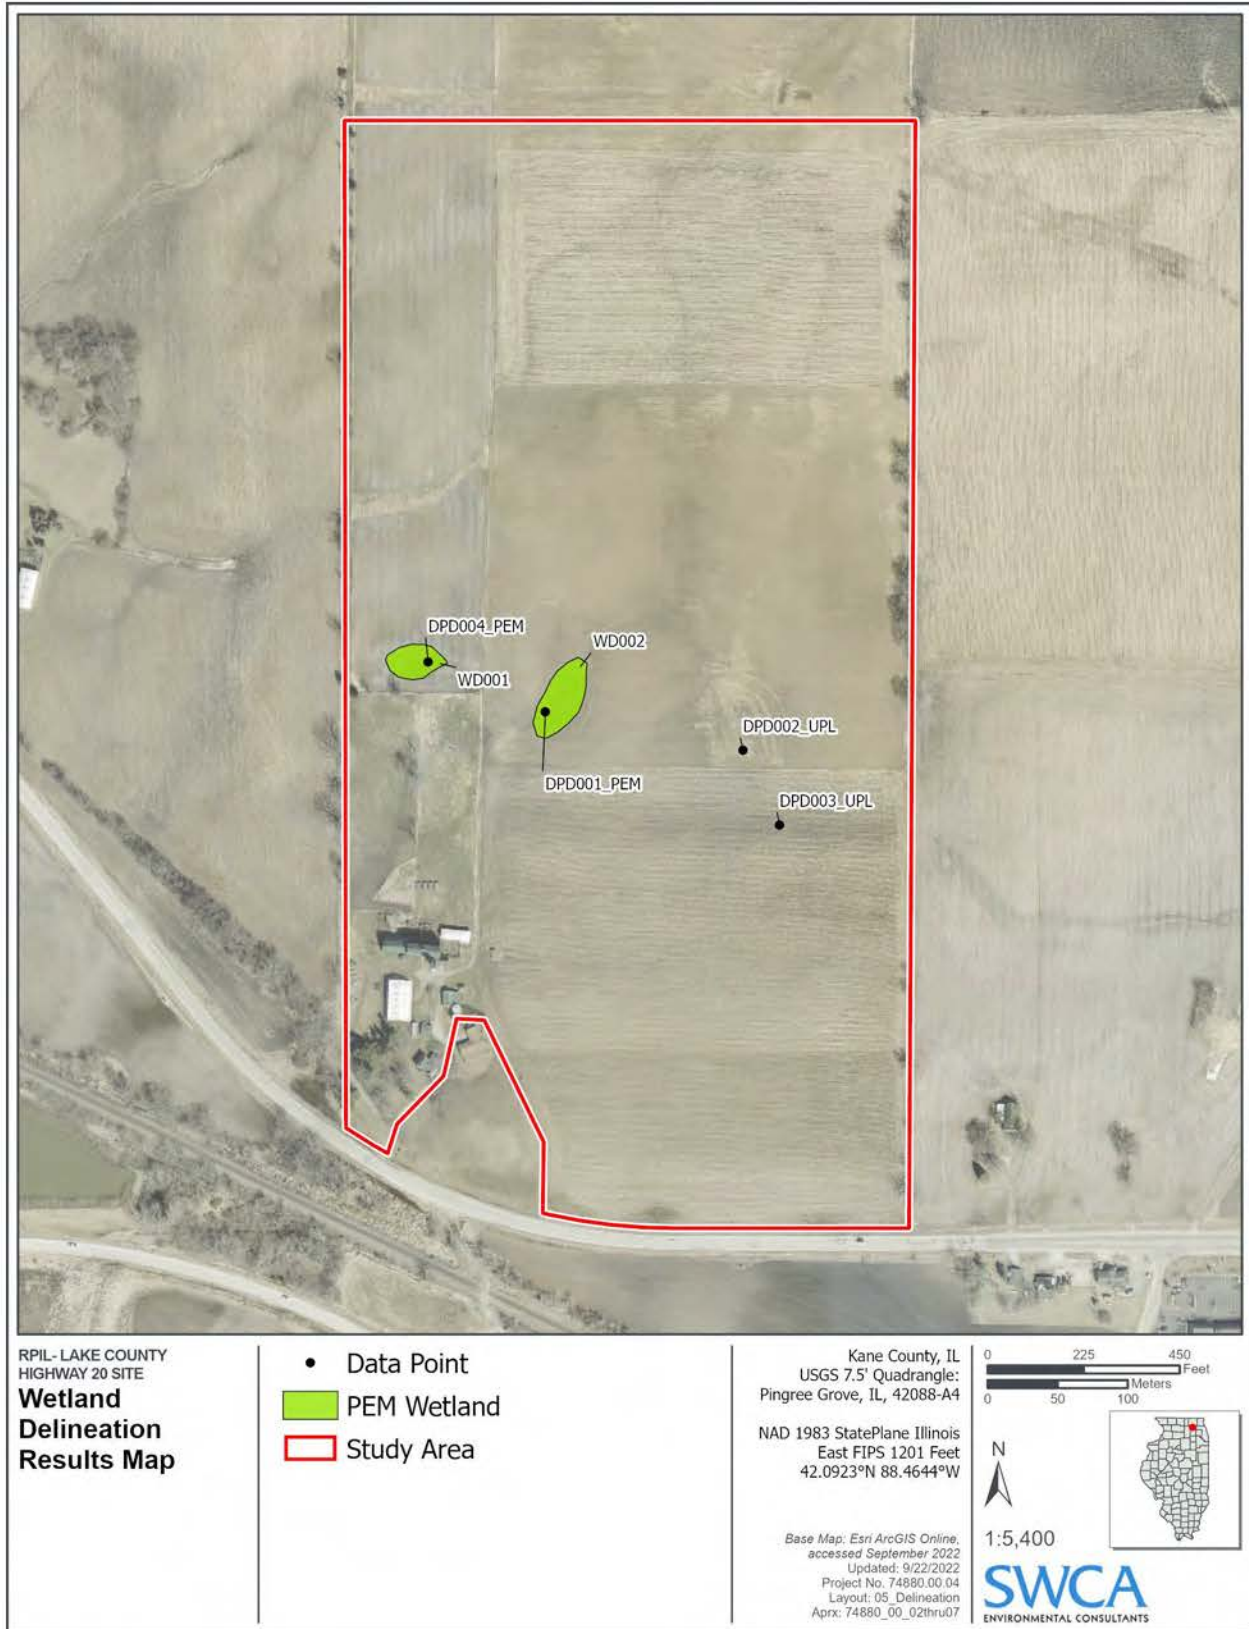 DPD004_PEM
WD001
WD002
DPD001_PEM
DPD002_UPL
DPD003_UPL
RPIL- LAKE COUNTY
HIGHWAY 20 SITE
Wetland
Delineation
Results Map
Data Point
PEM Wetland
Study Area
Kane County, IL
USGS 7.5' Quadrangle:
Pingree Grove, IL, 42088-A4
NAD 1983 StatePlane Illinois
East FIPS 1201 Feet
42.0923°N 88.4644°W
Base Map: Esri ArcGIS Online,
accessed September 2022
Updated: 9/22/2022
Project No. 74880.00.04
Layout: 05_Delineation
Aprx: 74880_00_02thru07
0 225 450
Feet
Meters
0 50 100
N
1:5,400
SWCA
ENVIRONMENTAL CONSULTANTS